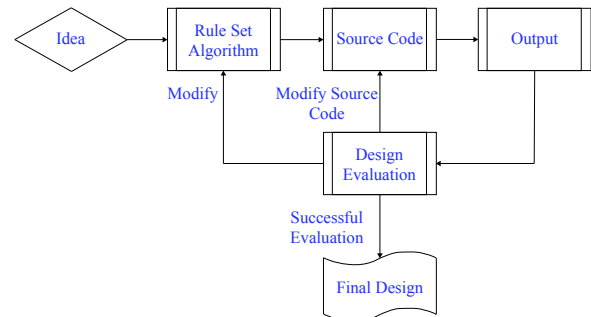 Idea
Rule Set
Algorithm
Source Code
Output
Modify
Modify Source
Code
Design
Evaluation
Successful
Evaluation
Final Design